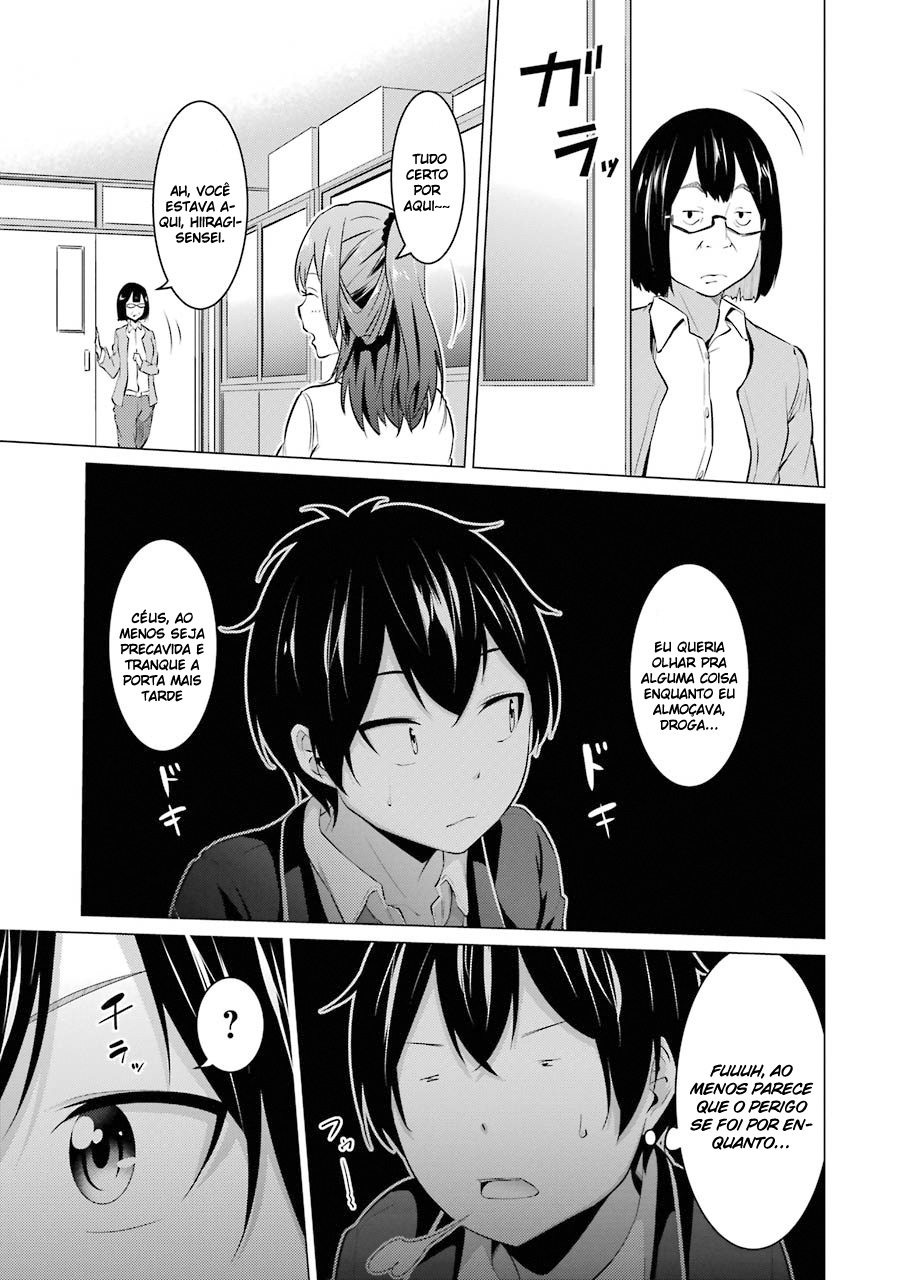 ガラッ
TUDO
CERTO
POR
AQUI~~
AH, VOCÊ
ESTAVA A-
QUI, HIIRAGI-
SENSEI.
EU QUERIA
OLHAR PRA
ALGUMA COISA
ENQUANTO EU
ALMOÇAVA,
DROGA...
ドキ
CÉUS, AO
MENOS SEJA
PRECAVIDA E
TRANQUE A
PORTA MAIS
TARDE
ドキ
FUUUH, AO
MENOS PARECE
QUE O PERIGO
SE FOI POR EN-
QUANTO...
フゥー
?
チラッ